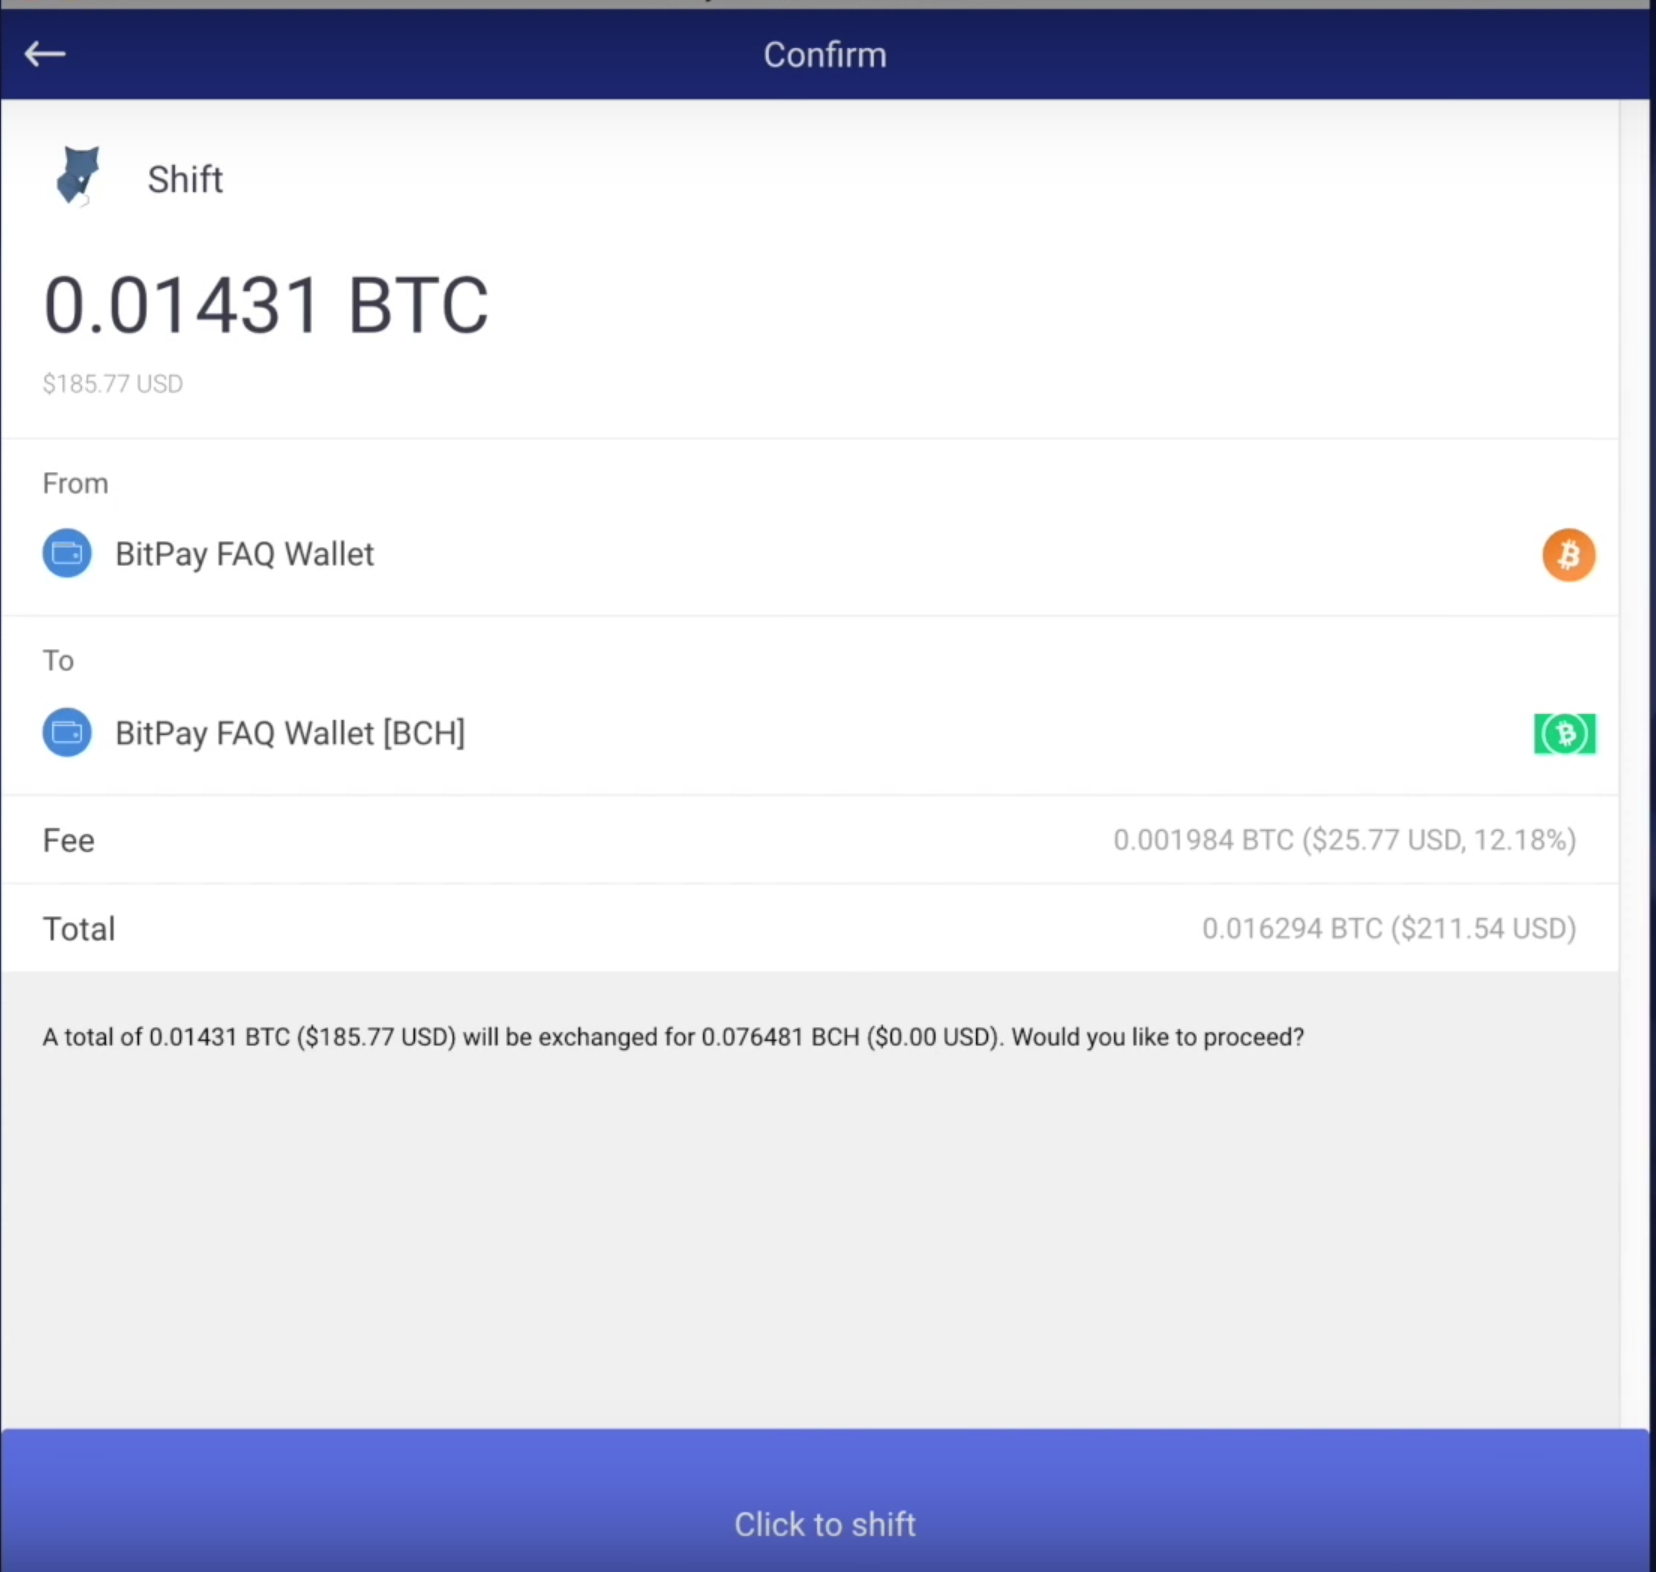 Confirm
Shift
0.01431 BTC
$185.77 USD
From
BitPay FAQ Wallet
To
BitPay FAQ Wallet [BCH]
Fee 0.001984 BTC ($25.77 USD, 12.18%)
Total 0.016294 BTC ($211.54 USD)
A total of 0.01431 BTC ($185.77 USD) will be exchanged for 0.076481 BCH ($0.00 USD). Would you like to proceed?
Click to shift